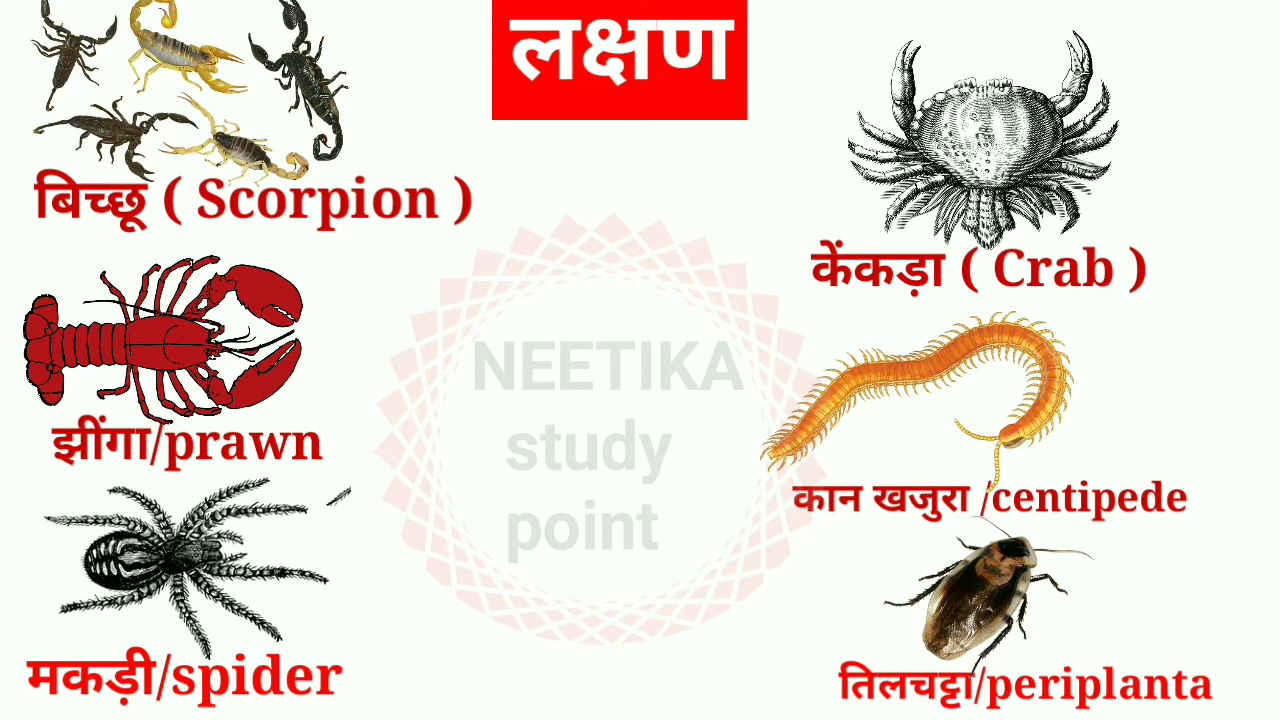 लक्षण
बिच्छू ( Scorpion )
केंकड़ा ( Crab )
NEETIKA
study
point
झींगा/prawn
कान खजुरा /centipede
मकड़ी/spider
तिलचट्टा/periplanta